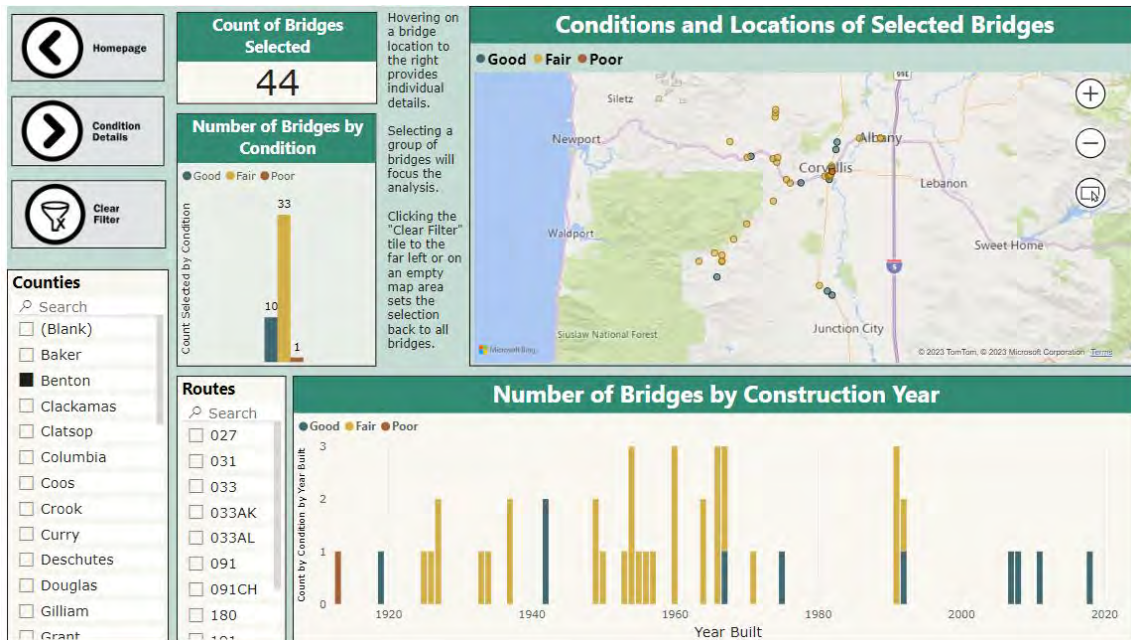 Homepage
Condition
Details
Clear
Filter
Count of Bridges
Selected
44
Number of Bridges by
Condition
Good Fair Poor
Count Selected by Condition
10
33
1
Hovering on
a bridge
location to
the right
provides
individual
details.
Selecting a
group of
bridges will
focus the
analysis.
Clicking the
"Clear Filter"
tile to the
far left or on
an empty
map area
sets the
selection
back to all
bridges.
Conditions and Locations of Selected Bridges
Good Fair Poor
99E
Siletz
Newport
Albany
Corvallis
Lebanon
Waldport
Sweet Home
5
Siuslaw National Forest
Junction City
Microsoft Bing
© 2023 TomTom, © 2023 Microsoft Corporation Terms
Counties
Search
(Blank)
Baker
Benton
Clackamas
Clatsop
Columbia
Coos
Crook
Curry
Deschutes
Douglas
Gilliam
Grant
Routes
Search
027
031
033
033AK
033AL
091
091CH
180
191
Number of Bridges by Construction Year
Good Fair Poor
Count by Condition by Year Built
3
2
1
0
1920 1940 1960 1980 2000 2020
Year Built